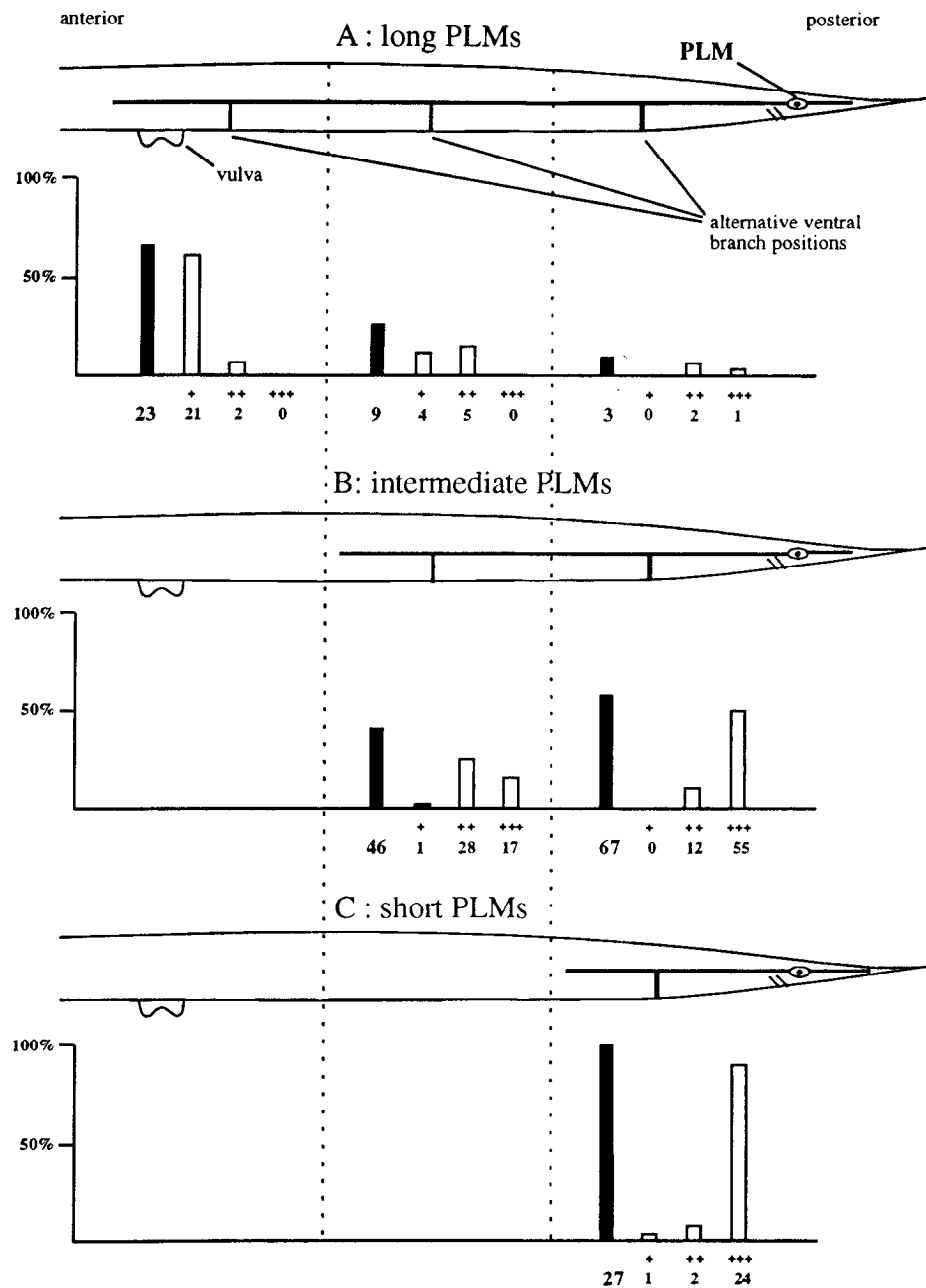 anterior
posterior
A : long PLMs
PLM
vulva
alternative ventral
branch positions
100%
50%
+ ++ +++ + ++ +++ + ++ +++
23 21 2 0 9 4 5 0 3 0 2 1
B: intermediate PLMs
100%
50%
+ ++ +++ + ++ +++
46 1 28 17 67 0 12 55
C : short PLMs
100%
50%
+ ++ +++
27 1 2 24